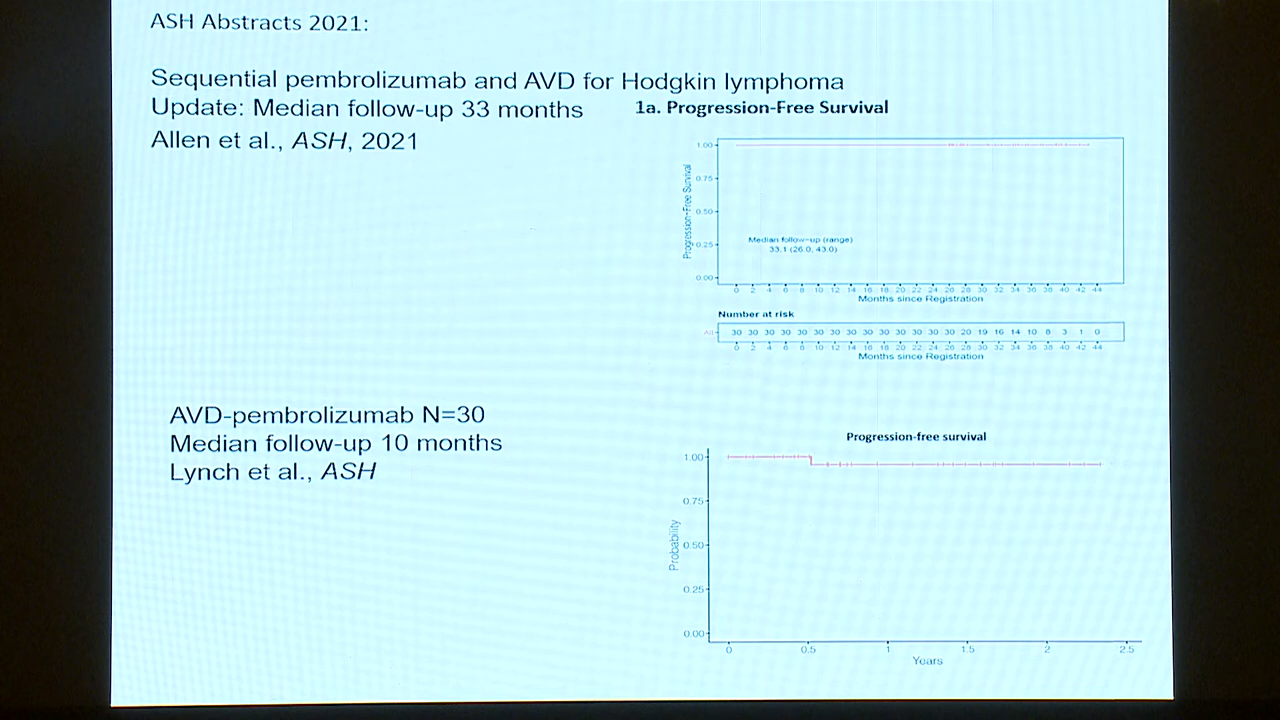 ASH Abstracts 2021:
Sequential pembrolizumab and AVD for Hodgkin lymphoma
Update: Median follow-up 33 months
Allen et al., ASH, 2021
1a. Progression-Free Survival
Progression-Free Survival
1.00
0.75
0.50
0.25
0.00
Median follow-up (range)
33.1 (26.0, 43.0)
0 2 4 6 8 10 12 14 16 18 20 22 24 26 28 30 32 34 36 38 40 42 44
Months since Registration
Number at risk
All
30 30 30 30 30 30 30 30 30 30 30 30 30 30 20 19 16 14 10 8 3 1 0
0 2 4 6 8 10 12 14 16 18 20 22 24 26 28 30 32 34 36 38 40 42 44
Months since Registration
AVD-pembrolizumab N=30
Median follow-up 10 months
Lynch et al., ASH
Progression-free survival
Probability
1.00
0.75
0.50
0.25
0.00
0 0.5 1 1.5 2 2.5
Years